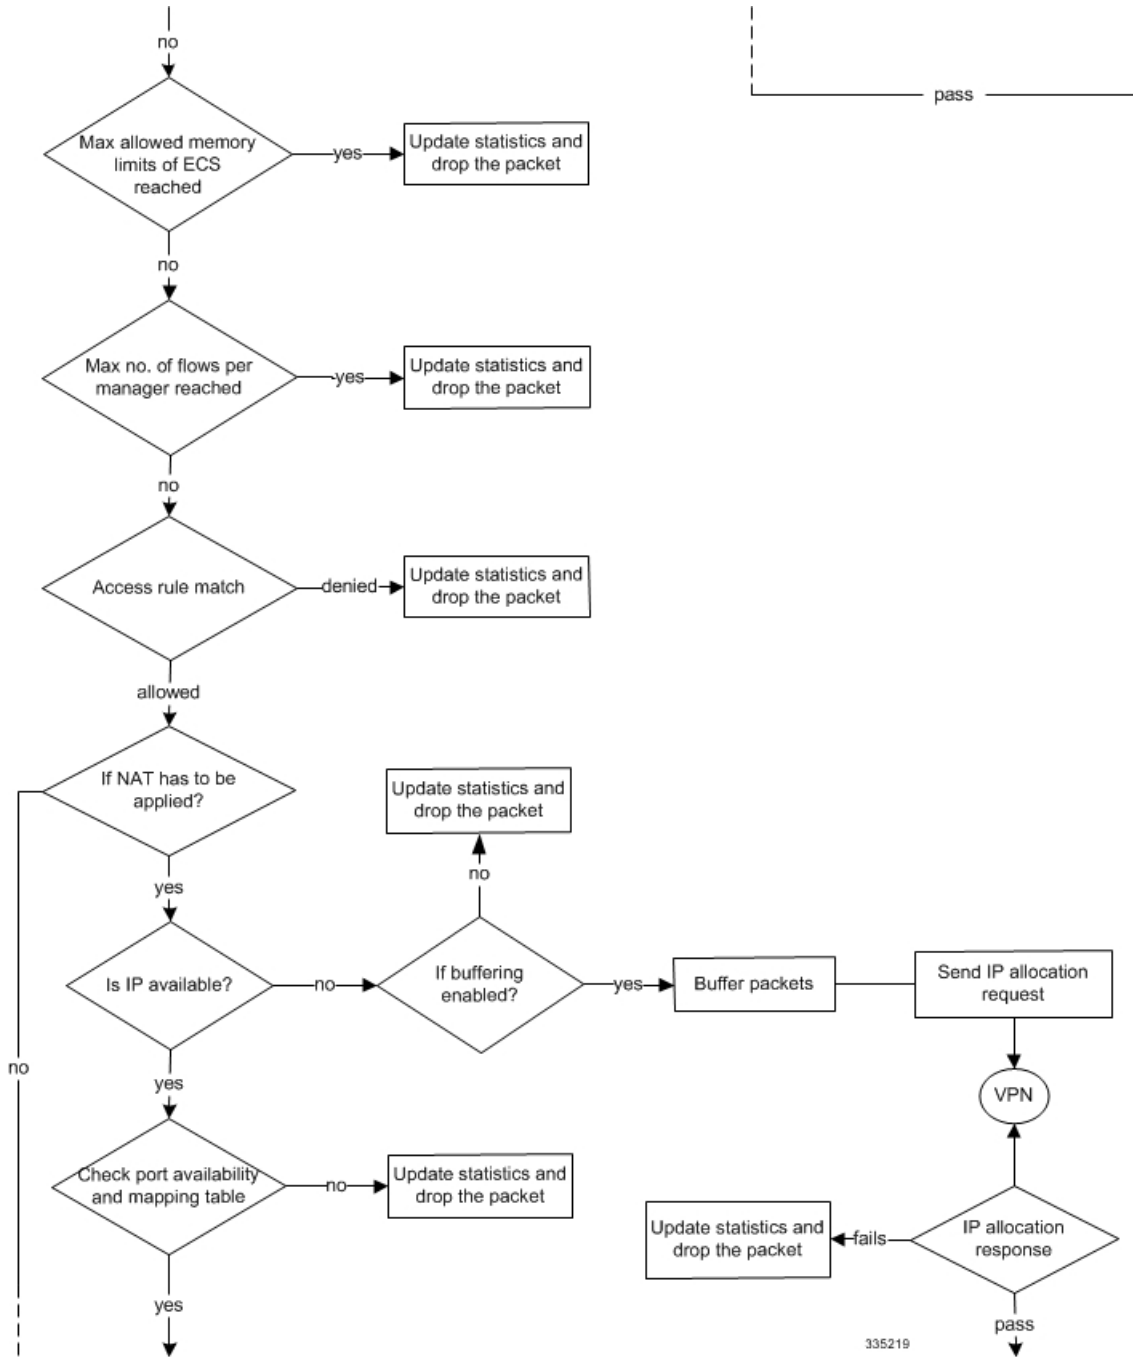 no
pass
Max allowed memory
limits of ECS
reached
yes
Update statistics and
drop the packet
no
Max no. of flows per
manager reached
yes
Update statistics and
drop the packet
no
Access rule match
denied
Update statistics and
drop the packet
allowed
If NAT has to be
applied?
Update statistics and
drop the packet
no
yes
Is IP available?
no
If buffering
enabled?
yes
Buffer packets
Send IP allocation
request
no
yes
VPN
Check port availability
and mapping table
no
Update statistics and
drop the packet
Update statistics and
drop the packet
fails
IP allocation
response
yes
pass
335219